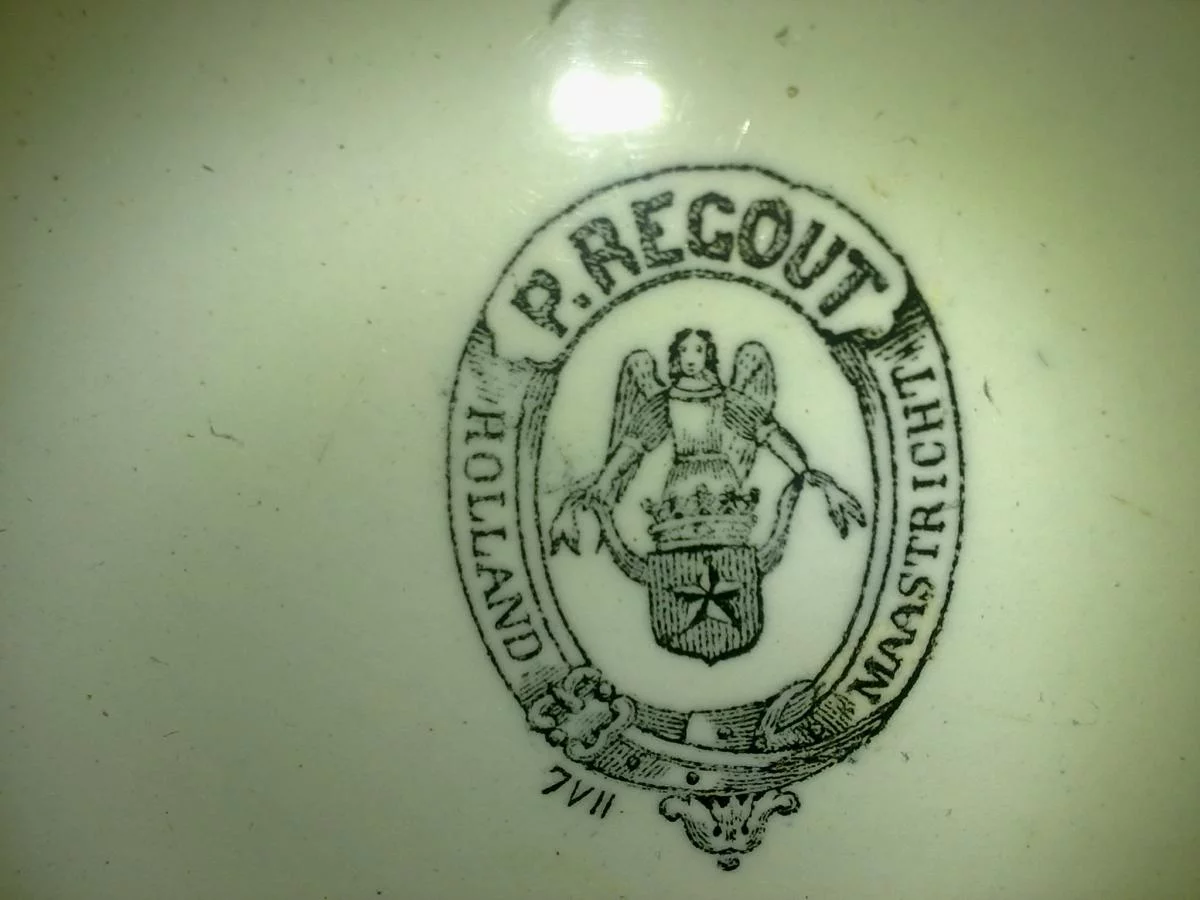 P. REGOUT
HOLLAND
MAASTRICHT
7VII